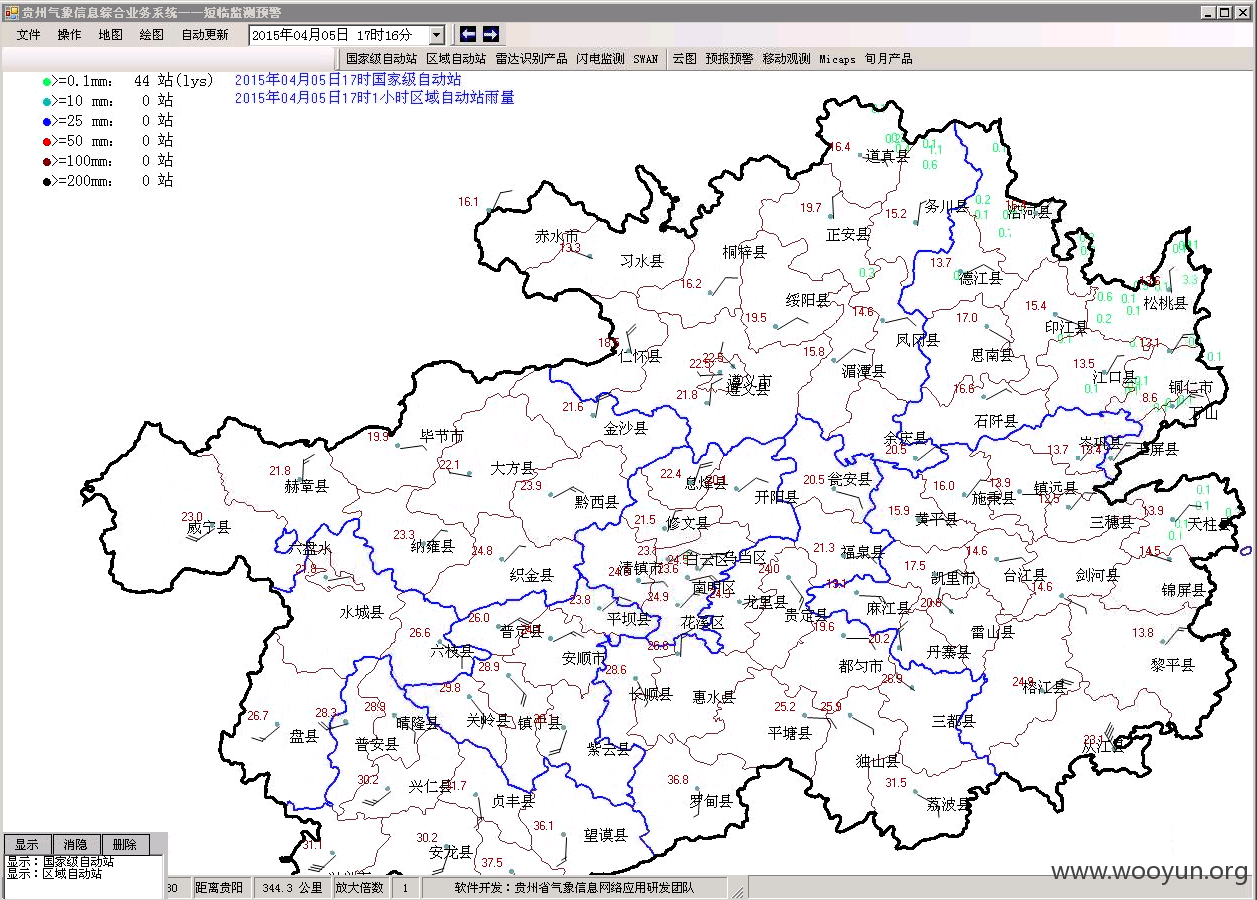 贵州气象信息综合业务系统——短临监测预警
文件 操作 地图 绘图 自动更新 2015年04月05日 17时16分
国家级自动站 区域自动站 雷达识别产品 闪电监测 SWAN 云图 预报预警 移动观测 Micaps 旬月产品
>=0.1mm: 44 站(lys)
>=10 mm: 0 站
>=25 mm: 0 站
>=50 mm: 0 站
>=100mm: 0 站
>=200mm: 0 站
2015年04月05日17时国家级自动站
2015年04月05日17时1小时区域自动站雨量
16.4
道真县
1.1
0.6
16.1
19.7
15.2
务川县
0.2
0.1
沿河县
赤水市
13.3
习水县
桐梓县
正安县
13.7
德江县
0.3
16.2
绥阳县
19.5
14.6
凤冈县
17.0
思南县
15.4
印江县
0.6
0.1
0.2
0.1
3.3
松桃县
仁怀县
22.5
遵义市
遵义县
21.8
15.8
湄潭县
13.5
江口县
13.1
0.1
铜仁市
8.6
16.6
石阡县
21.6
金沙县
19.9
毕节市
22.1
大方县
余庆县
20.5
13.7
13.4
岑巩县
玉屏县
万山
21.8
赫章县
23.9
黔西县
22.4
息烽县
开阳县
20.5
瓮安县
16.0
施秉县
13.9
镇远县
12.5
三穗县
13.9
天柱县
0.1
23.0
威宁县
六盘水
21.8
23.3
纳雍县
24.8
织金县
21.5
修文县
清镇市
白云区
乌当区
15.9
黄平县
21.3
福泉县
17.5
凯里市
14.6
台江县
14.6
剑河县
14.5
锦屏县
水城县
23.8
平坝县
24.9
南明区
花溪区
24.0
龙里县
贵定县
19.1
麻江县
20.8
雷山县
26.0
普定县
26.6
六枝县
安顺市
26.8
19.6
都匀市
20.2
丹寨县
13.8
黎平县
28.9
29.8
关岭县
镇宁县
28.6
长顺县
惠水县
26.9
24.9
榕江县
26.7
盘县
28.3
28.9
普安县
晴隆县
紫云县
25.2
平塘县
25.9
独山县
三都县
23.1
从江县
30.2
兴仁县
贞丰县
36.8
罗甸县
31.5
荔波县
36.1
望谟县
31.1
30.2
安龙县
37.5
显示 消隐 删除
显示：国家级自动站
显示：区域自动站
距离贵阳 344.3 公里 放大倍数 1 软件开发：贵州省气象信息网络应用研发团队
www.wooyun.org